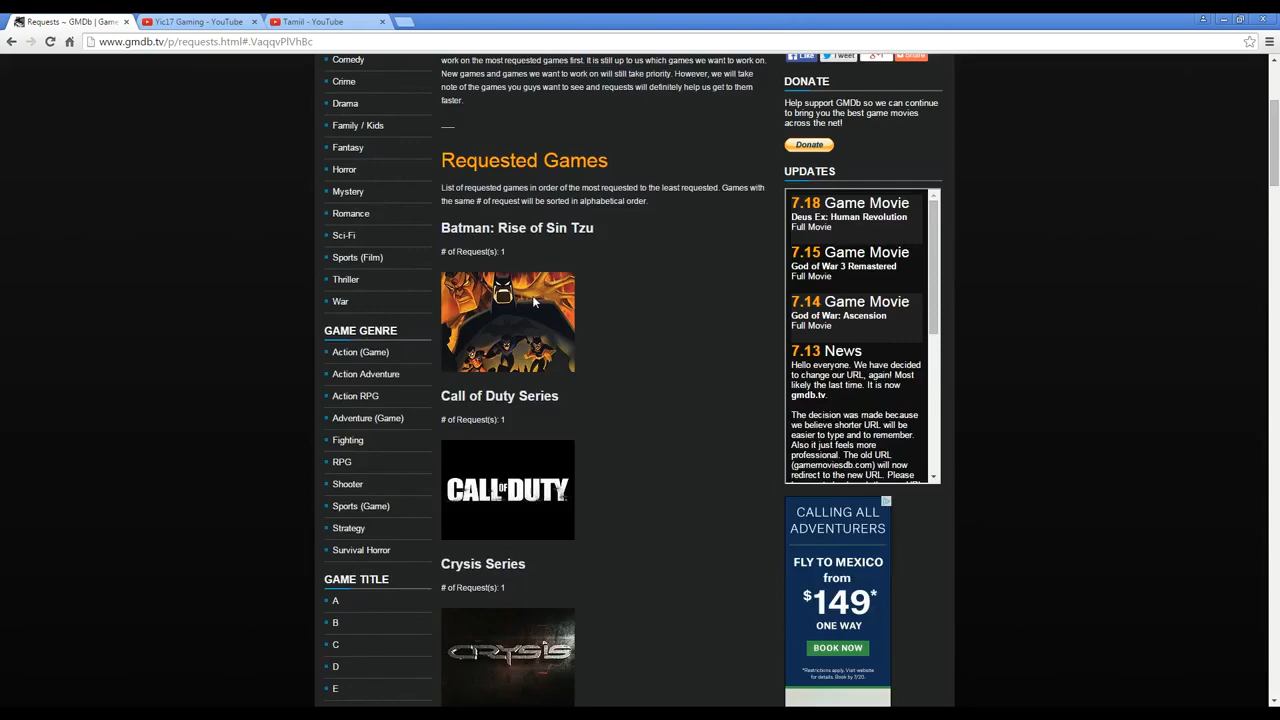 Requests ~ GMDb | Game
Yic17 Gaming - YouTube
Tamiil - YouTube
www.gmdb.tv/p/requests.html#.VaqqvPlVhBc
Comedy
Crime
Drama
Family / Kids
Fantasy
Horror
Mystery
Romance
Sci-Fi
Sports (Film)
Thriller
War
GAME GENRE
Action (Game)
Action Adventure
Action RPG
Adventure (Game)
Fighting
RPG
Shooter
Sports (Game)
Strategy
Survival Horror
GAME TITLE
A
B
C
D
E
work on the most requested games first. It is still up to us which games we want to work on.
New games and games we want to work on will still take priority. However, we will take
note of the games you guys want to see and requests will definitely help us get to them
faster.
Requested Games
List of requested games in order of the most requested to the least requested. Games with
the same # of request will be sorted in alphabetical order.
Batman: Rise of Sin Tzu
# of Request(s): 1
Call of Duty Series
# of Request(s): 1
CALL OF DUTY
Crysis Series
# of Request(s): 1
CRYSIS
Like
Tweet
Share
DONATE
Help support GMDb so we can continue
to bring you the best game movies
across the net!
Donate
UPDATES
7.18 Game Movie
Deus Ex: Human Revolution
Full Movie
7.15 Game Movie
God of War 3 Remastered
Full Movie
7.14 Game Movie
God of War: Ascension
Full Movie
7.13 News
Hello everyone. We have decided
to change our URL, again! Most
likely the last time. It is now
gmdb.tv.
The decision was made because
we believe shorter URL will be
easier to type and to remember.
Also it just feels more
professional. The old URL
(gamemoviesdb.com) will now
redirect to the new URL. Please
CALLING ALL
ADVENTURERS
FLY TO MEXICO
from
$149*
ONE WAY
BOOK NOW
*Restrictions apply. Visit website
for details. Book by 7/20.